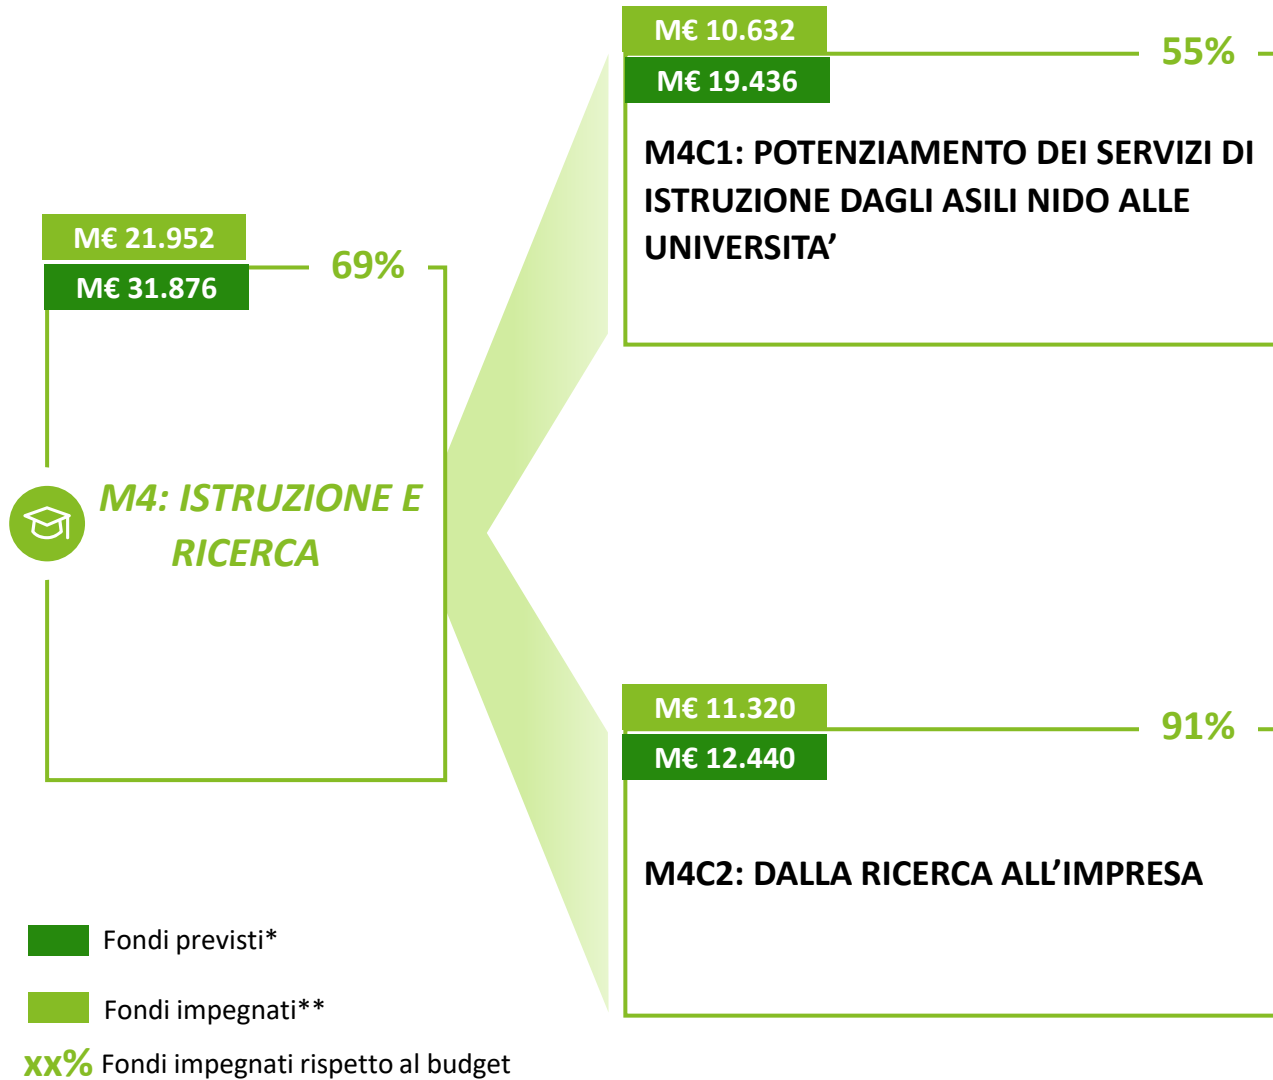 M€ 21.952
M€ 31.876
69%
M4: ISTRUZIONE E
RICERCA
M€ 10.632
M€ 19.436
55%
M4C1: POTENZIAMENTO DEI SERVIZI DI
ISTRUZIONE DAGLI ASILI NIDO ALLE
UNIVERSITA’
M€ 11.320
M€ 12.440
91%
M4C2: DALLA RICERCA ALL’IMPRESA
Fondi previsti*
Fondi impegnati**
xx% Fondi impegnati rispetto al budget